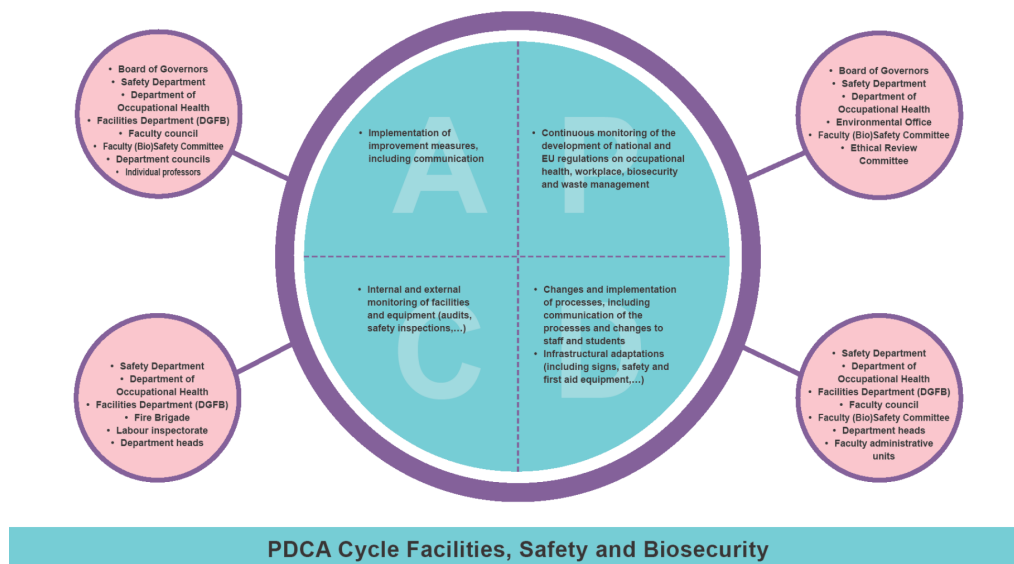 • Board of Governors
• Safety Department
• Department of
Occupational Health
• Facilities Department (DGFB)
• Faculty council
• Faculty (Bio)Safety Committee
• Department councils
• Individual professors
A
• Implementation of
improvement measures,
including communication
P
• Continuous monitoring of the
development of national and
EU regulations on occupational
health, workplace, biosecurity
and waste management
• Board of Governors
• Safety Department
• Department of
Occupational Health
• Environmental Office
• Faculty (Bio)Safety Committee
• Ethical Review
Committee
• Safety Department
• Department of
Occupational Health
• Facilities Department (DGFB)
• Fire Brigade
• Labour inspectorate
• Department heads
C
• Internal and external
monitoring of facilities
and equipment (audits,
safety inspections,…)
D
• Changes and implementation
of processes, including
communication of the
processes and changes to
staff and students
• Infrastructural adaptations
(including signs, safety and
first aid equipment,…)
• Safety Department
• Department of
Occupational Health
• Facilities Department (DGFB)
• Faculty council
• Faculty (Bio)Safety Committee
• Department heads
• Faculty administrative
units
PDCA Cycle Facilities, Safety and Biosecurity